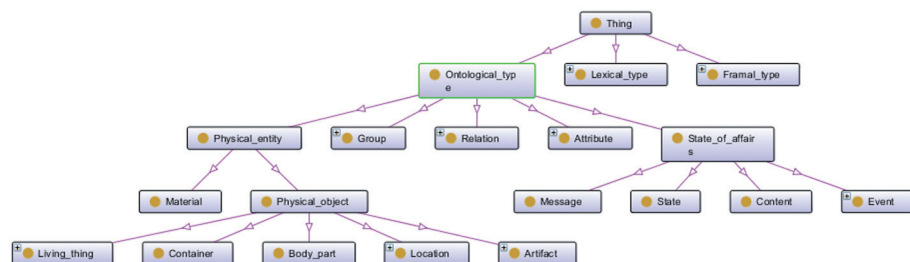 Thing
Ontological_typ
e
Lexical_type
Framal_type
Physical_entity
Group
Relation
Attribute
State_of_affair
s
Material
Physical_object
Message
State
Content
Event
Living_thing
Container
Body_part
Location
Artifact